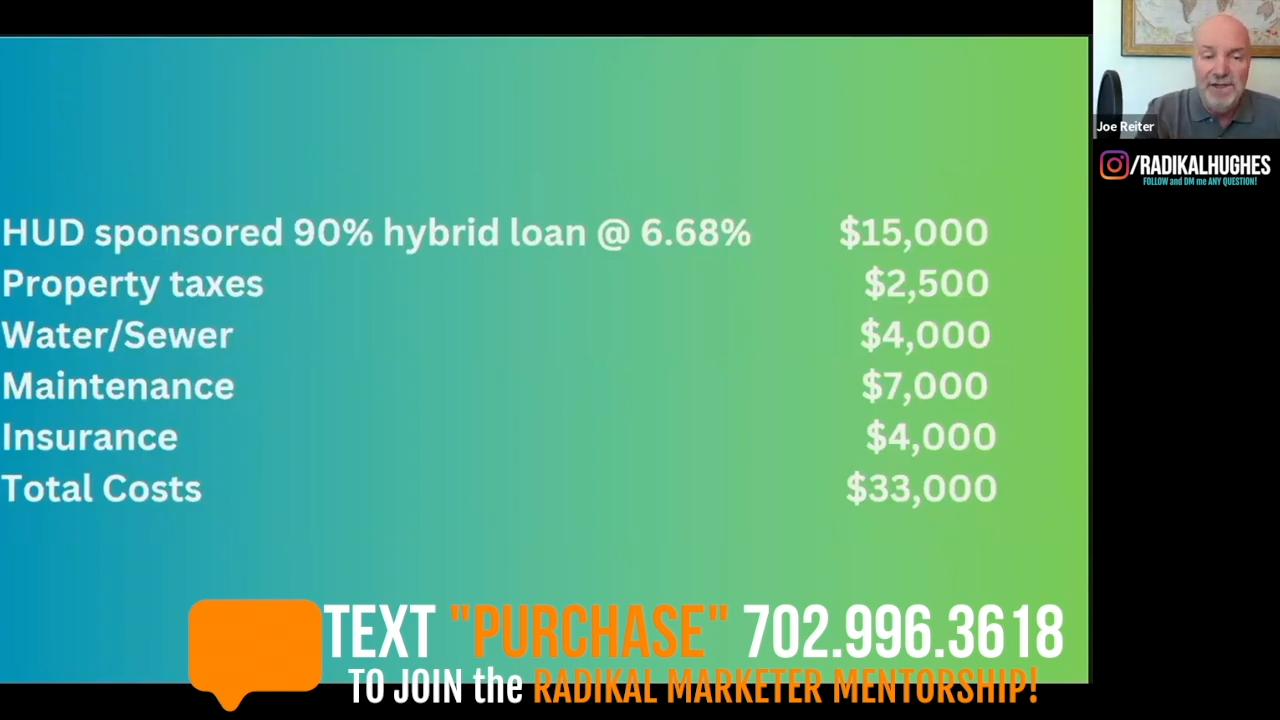 HUD sponsored 90% hybrid loan @ 6.68% $15,000
Property taxes $2,500
Water/Sewer $4,000
Maintenance $7,000
Insurance $4,000
Total Costs $33,000
Joe Reiter
/RADIKALHUGHES
FOLLOW and DM me ANY QUESTION!
TEXT "PURCHASE" 702.996.3618
TO JOIN the RADIKAL MARKETER MENTORSHIP!